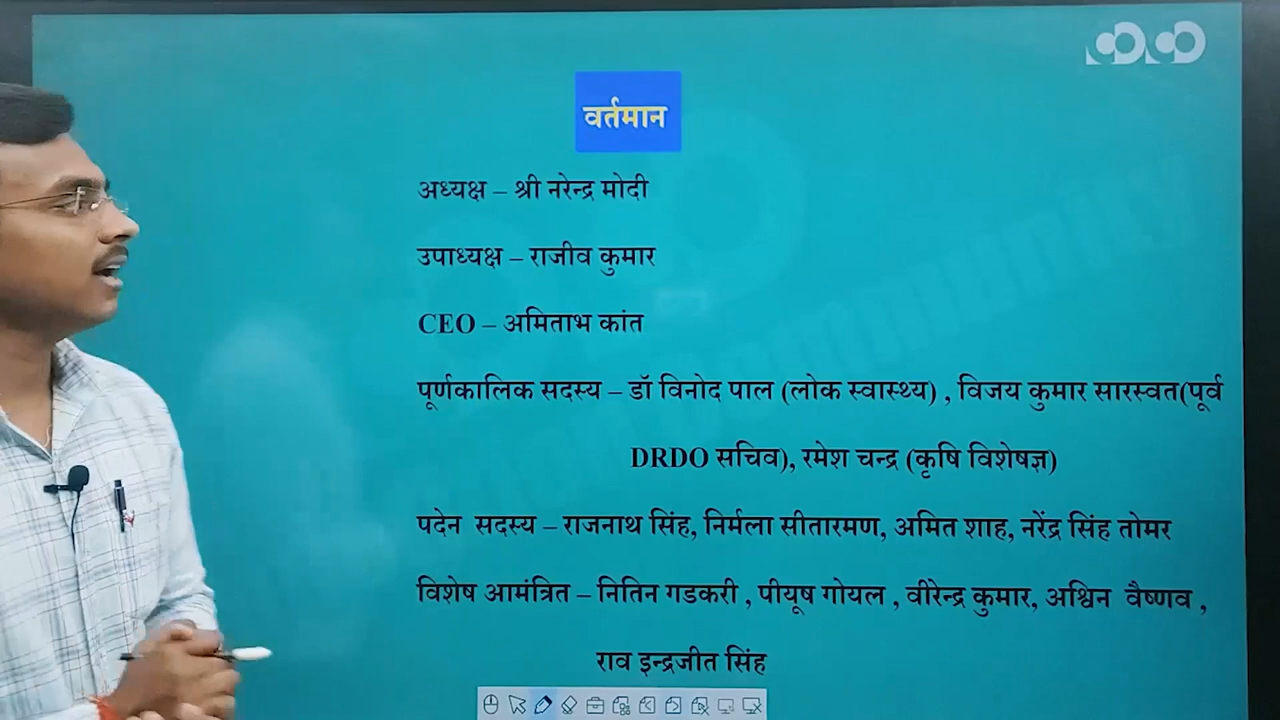 वर्तमान
अध्यक्ष – श्री नरेन्द्र मोदी
उपाध्यक्ष – राजीव कुमार
CEO – अमिताभ कांत
पूर्णकालिक सदस्य – डॉ विनोद पाल (लोक स्वास्थ्य) , विजय कुमार सारस्वत(पूर्व
DRDO सचिव), रमेश चन्द्र (कृषि विशेषज्ञ)
पदेन सदस्य – राजनाथ सिंह, निर्मला सीतारमण, अमित शाह, नरेंद्र सिंह तोमर
विशेष आमंत्रित – नितिन गडकरी , पीयूष गोयल , वीरेन्द्र कुमार, अश्विन वैष्णव ,
राव इन्द्रजीत सिंह